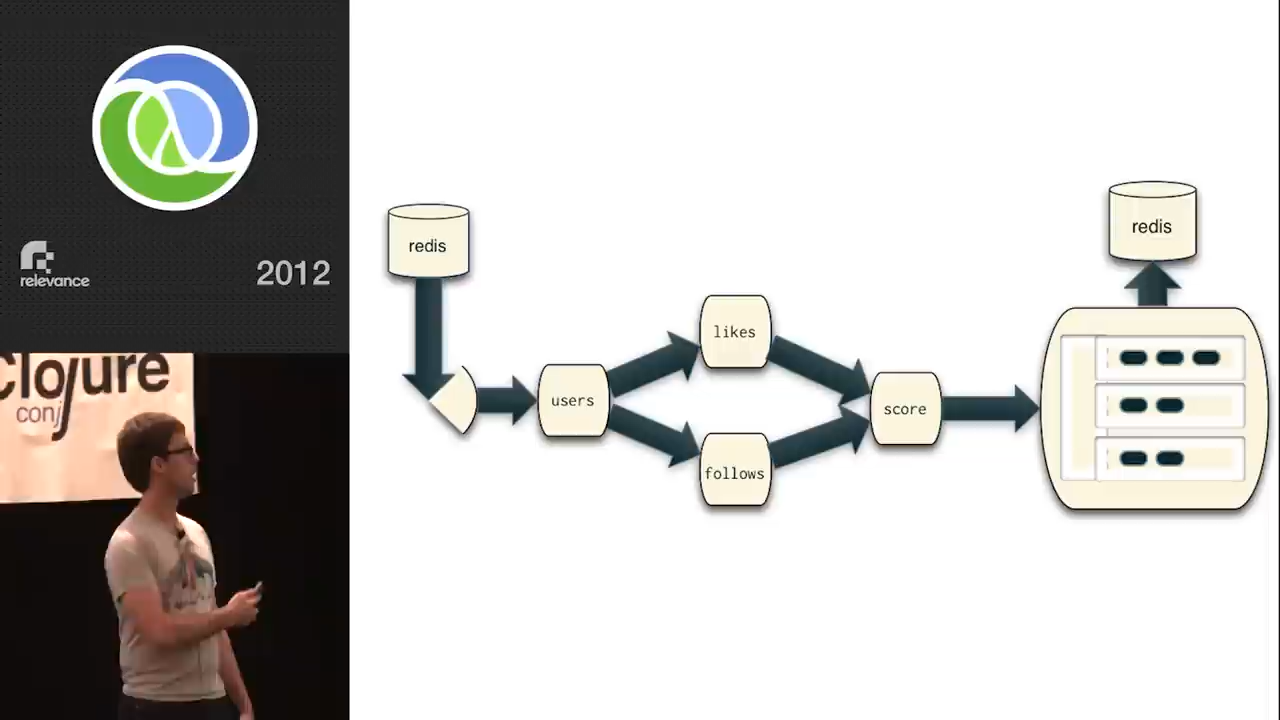 relevance
2012
Clojure
conj
redis
users
likes
follows
score
redis